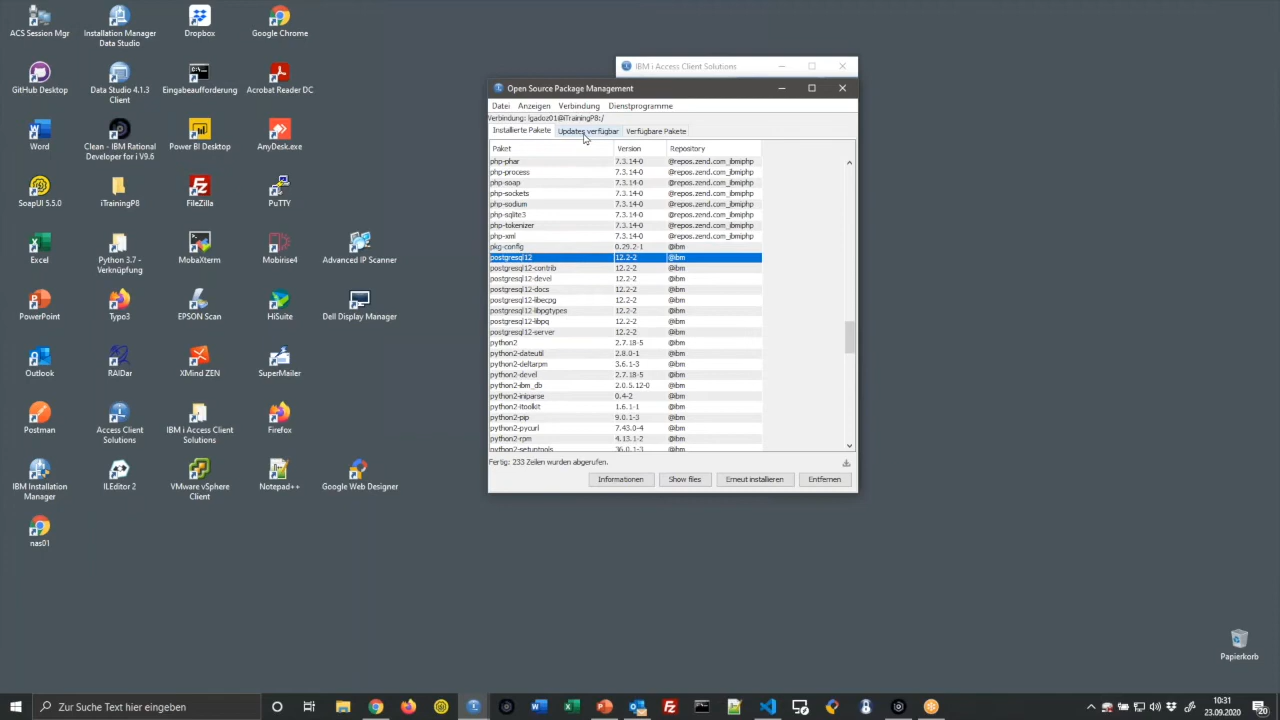 ACS Session Mgr
Installation Manager
Data Studio
Dropbox
Google Chrome
GitHub Desktop
Data Studio 4.1.3
Client
Eingabeaufforderung
Acrobat Reader DC
Word
Clean - IBM Rational
Developer for i V9.6
Power BI Desktop
AnyDesk.exe
SoapUI 5.5.0
iTrainingP8
FileZilla
PuTTY
Excel
Python 3.7 -
Verknüpfung
MobaXterm
Mobirise4
Advanced IP Scanner
PowerPoint
Typo3
EPSON Scan
HiSuite
Dell Display Manager
Outlook
RAIDar
XMind ZEN
SuperMailer
Postman
Access Client
Solutions
IBM i Access Client
Solutions
Firefox
IBM Installation
Manager
ILEditor 2
VMware vSphere
Client
Notepad++
Google Web Designer
nas01
IBM i Access Client Solutions
Open Source Package Management
Datei Anzeigen Verbindung Dienstprogramme
Verbindung: lgadoz01@iTrainingP8:/
Installierte Pakete Updates verfügbar Verfügbare Pakete
Paket Version Repository
php-phar 7.3.14-0 @repos.zend.com_ibmiphp
php-process 7.3.14-0 @repos.zend.com_ibmiphp
php-soap 7.3.14-0 @repos.zend.com_ibmiphp
php-sockets 7.3.14-0 @repos.zend.com_ibmiphp
php-sodium 7.3.14-0 @repos.zend.com_ibmiphp
php-sqlite3 7.3.14-0 @repos.zend.com_ibmiphp
php-tokenizer 7.3.14-0 @repos.zend.com_ibmiphp
php-xml 7.3.14-0 @repos.zend.com_ibmiphp
pkg-config 0.29.2-1 @ibm
postgresql12 12.2-2 @ibm
postgresql12-contrib 12.2-2 @ibm
postgresql12-devel 12.2-2 @ibm
postgresql12-docs 12.2-2 @ibm
postgresql12-libecpg 12.2-2 @ibm
postgresql12-libpgtypes 12.2-2 @ibm
postgresql12-libpq 12.2-2 @ibm
postgresql12-server 12.2-2 @ibm
python2 2.7.18-5 @ibm
python2-dateutil 2.8.0-1 @ibm
python2-deltarpm 3.6.1-3 @ibm
python2-devel 2.7.18-5 @ibm
python2-ibm_db 2.0.5.12-0 @ibm
python2-iniparse 0.4-2 @ibm
python2-itoolkit 1.6.1-1 @ibm
python2-pip 9.0.1-3 @ibm
python2-pycurl 7.43.0-4 @ibm
python2-rpm 4.13.1-2 @ibm
python2-setuptools 36.0.1-3 @ibm
Fertig: 233 Zeilen wurden abgerufen.
Informationen Show files Erneut installieren Entfernen
Papierkorb
Zur Suche Text hier eingeben
10:31
23.09.2020
20